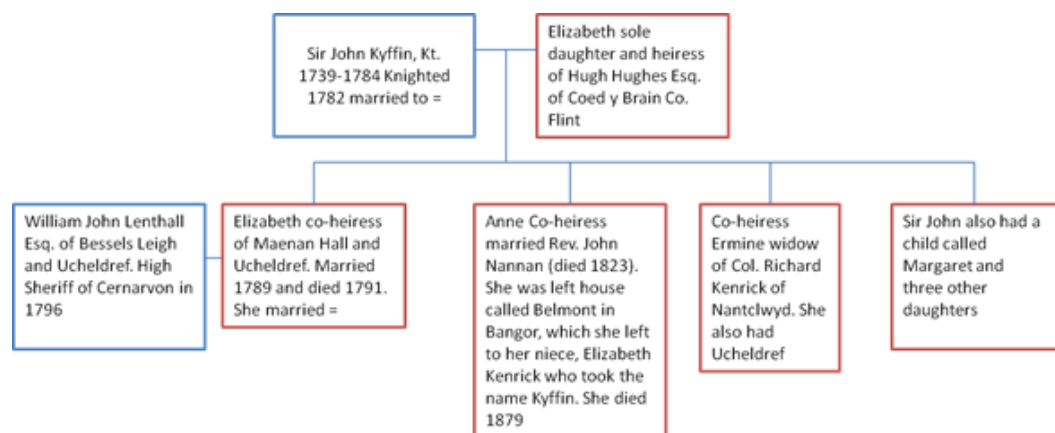 Sir John Kyffin, Kt.
1739-1784 Knighted
1782 married to =
Elizabeth sole
daughter and heiress
of Hugh Hughes Esq.
of Coed y Brain Co.
Flint
William John Lenthall
Esq. of Bessels Leigh
and Ucheldref. High
Sheriff of Cernarvon in
1796
Elizabeth co-heiress
of Maenan Hall and
Ucheldref. Married
1789 and died 1791.
She married =
Anne Co-heiress
married Rev. John
Nannan (died 1823).
She was left house
called Belmont in
Bangor, which she left
to her niece, Elizabeth
Kenrick who took the
name Kyffin. She died
1879
Co-heiress
Ermine widow
of Col. Richard
Kenrick of
Nantclwyd. She
also had
Ucheldref
Sir John also had a
child called
Margaret and
three other
daughters